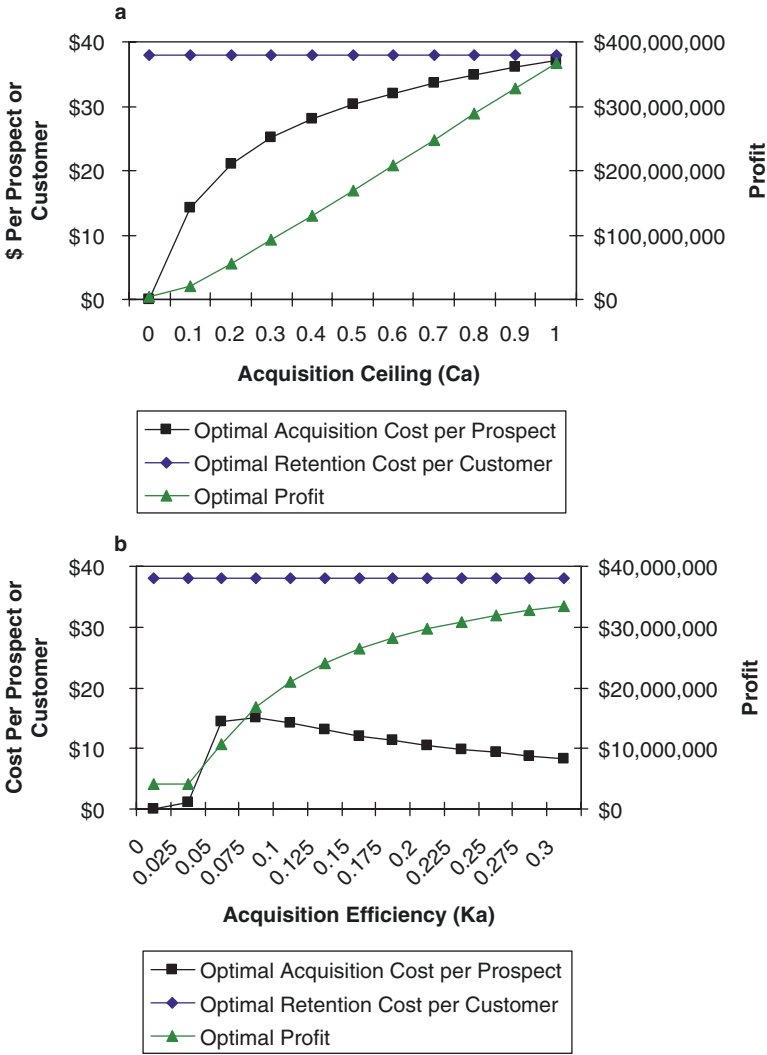 a
$ Per Prospect or
Customer
$40
$30
$20
$10
$0
$400,000,000
$300,000,000
$200,000,000
$100,000,000
$0
Profit
0 0.1 0.2 0.3 0.4 0.5 0.6 0.7 0.8 0.9 1
Acquisition Ceiling (Ca)
Optimal Acquisition Cost per Prospect
Optimal Retention Cost per Customer
Optimal Profit
b
Cost Per Prospect or
Customer
$40
$30
$20
$10
$0
$40,000,000
$30,000,000
$20,000,000
$10,000,000
$0
Profit
0 0.025 0.05 0.075 0.1 0.125 0.15 0.175 0.2 0.225 0.25 0.275 0.3
Acquisition Efficiency (Ka)
Optimal Acquisition Cost per Prospect
Optimal Retention Cost per Customer
Optimal Profit